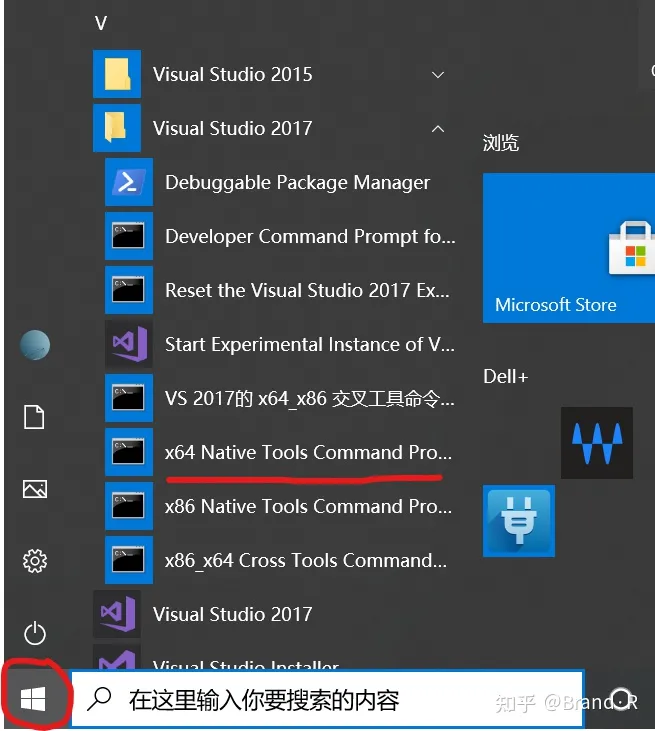 V
Visual Studio 2015
Visual Studio 2017
Debuggable Package Manager
Developer Command Prompt fo...
Reset the Visual Studio 2017 Ex...
Start Experimental Instance of V...
VS 2017的 x64_x86 交叉工具命令...
x64 Native Tools Command Pro...
x86 Native Tools Command Pro...
x86_x64 Cross Tools Command...
Visual Studio 2017
Visual Studio Installer
浏览
Microsoft Store
Dell+
在这里输入你要搜索的内容
知乎 @Brand.R